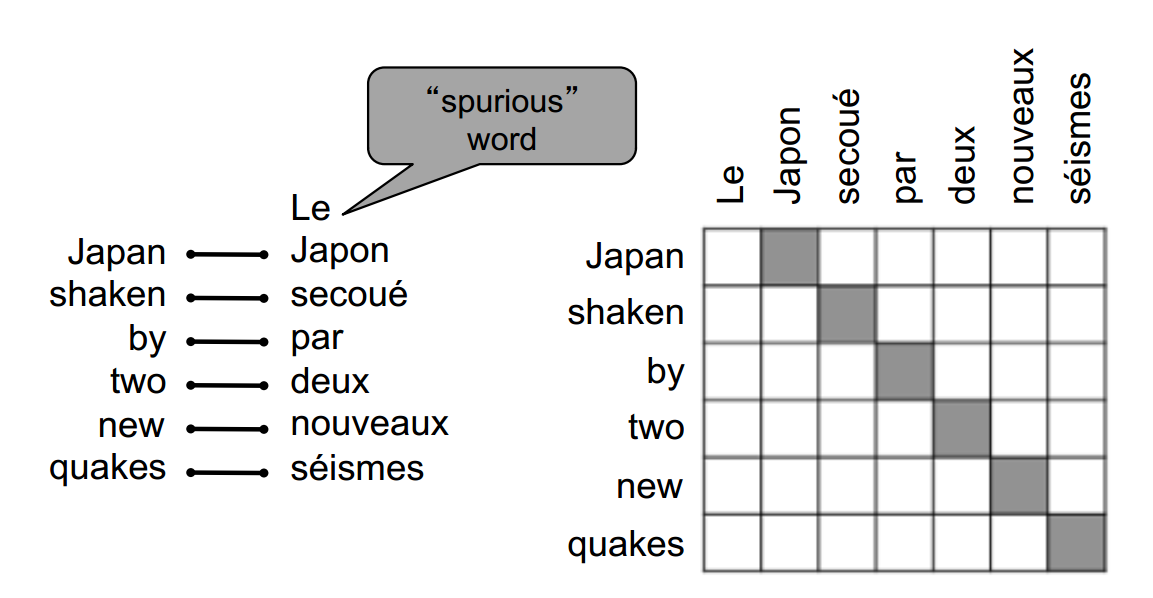 “spurious”
word
Le
Japan Japon
shaken secoué
by par
two deux
new nouveaux
quakes séismes
Le Japon secoué par deux nouveaux séismes
Japan
shaken
by
two
new
quakes